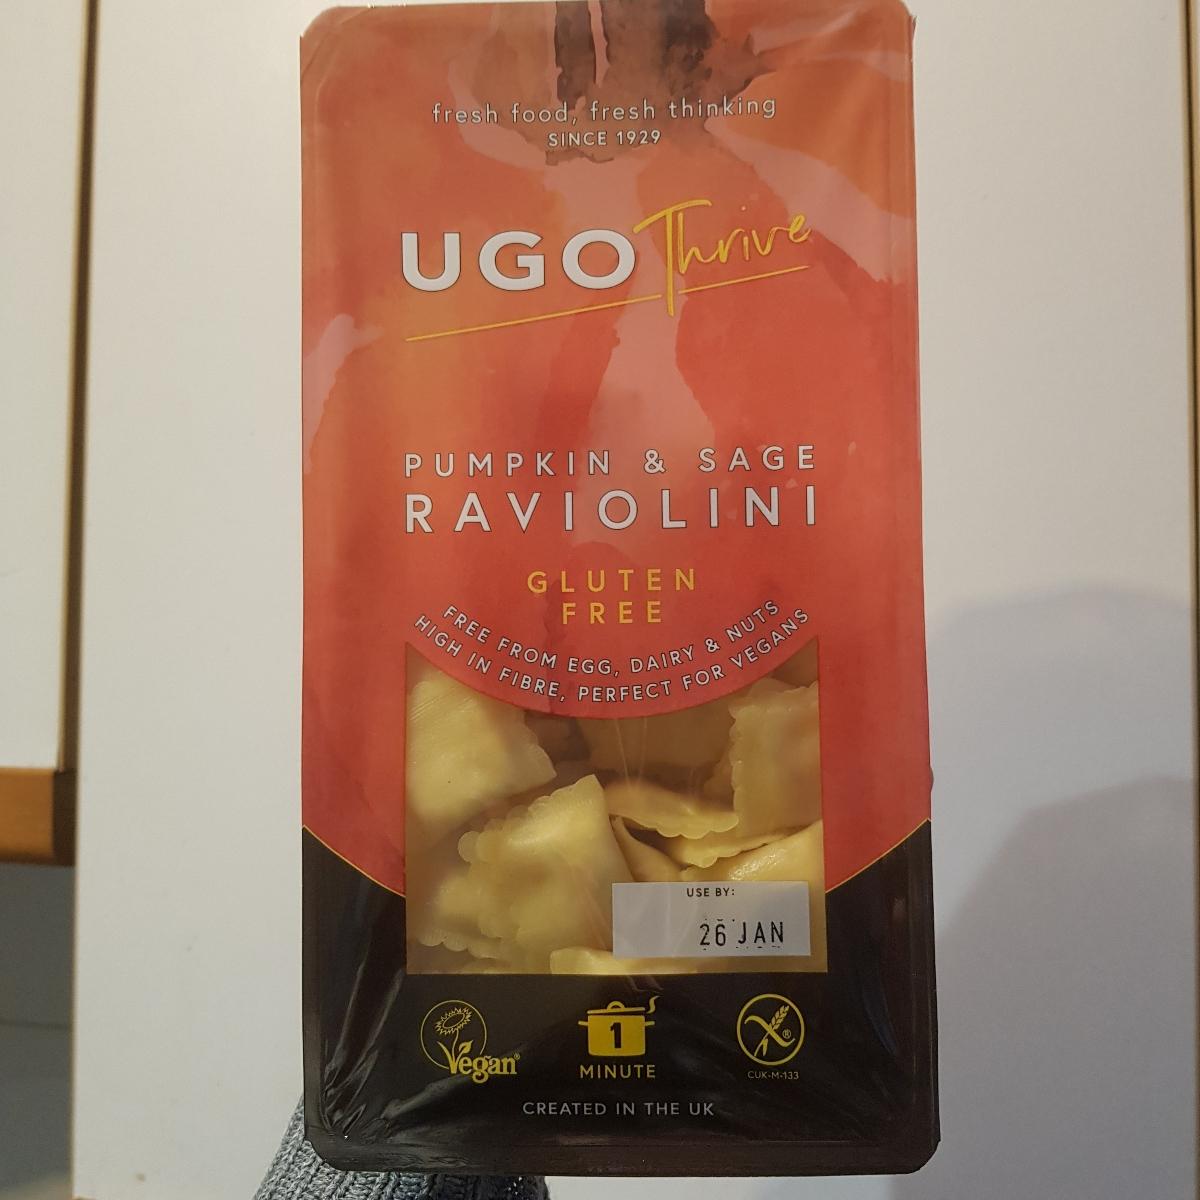 fresh food, fresh thinking
SINCE 1929
UGO Thrive
PUMPKIN & SAGE
RAVIOLINI
GLUTEN
FREE
FREE FROM EGG, DAIRY & NUTS
HIGH IN FIBRE, PERFECT FOR VEGANS
USE BY:
26 JAN
Vegan®
1
MINUTE
®
CUK-M-133
CREATED IN THE UK